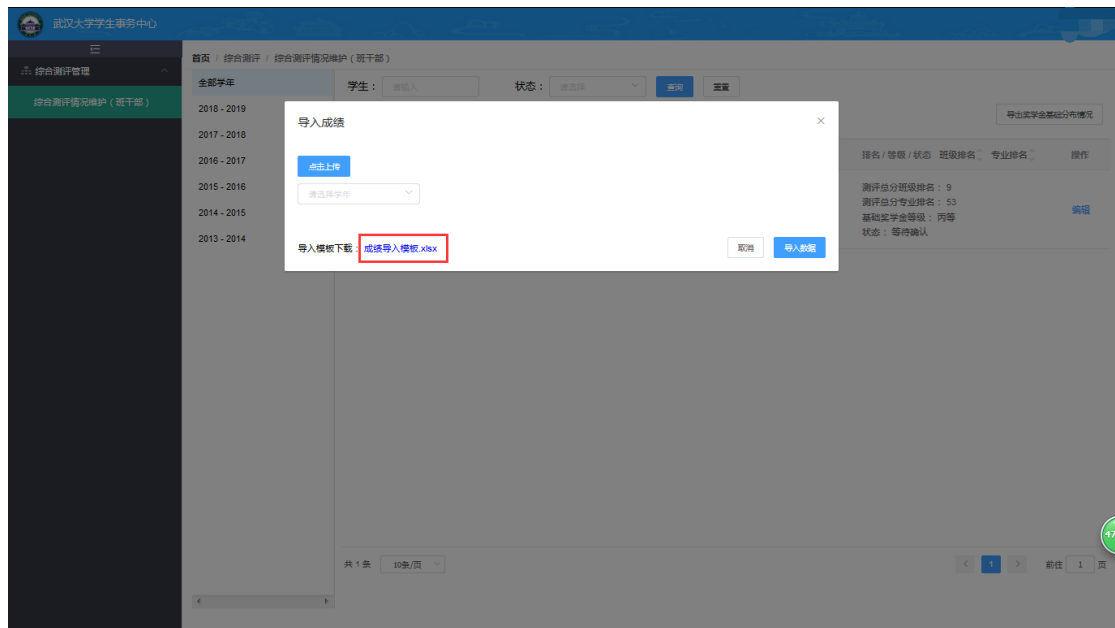 武汉大学学生事务中心
综合测评管理
综合测评情况维护（班干部）
首页 / 综合测评 / 综合测评情况维护（班干部）
全部学年
2018 - 2019
2017 - 2018
2016 - 2017
2015 - 2016
2014 - 2015
2013 - 2014
学生： 请输入 状态： 请选择 查询 重置
导出奖学金基础分布情况
导入成绩 ×
点击上传
请选择学年
导入模板下载： 成绩导入模板.xlsx 取消 导入数据
排名 / 等级 / 状态 班级排名 专业排名 操作
测评总分班级排名： 9
测评总分专业排名： 53
基础奖学金等级： 丙等
状态： 等待确认
编辑
共 1 条 10条/页 < 1 > 前往 1 页
47